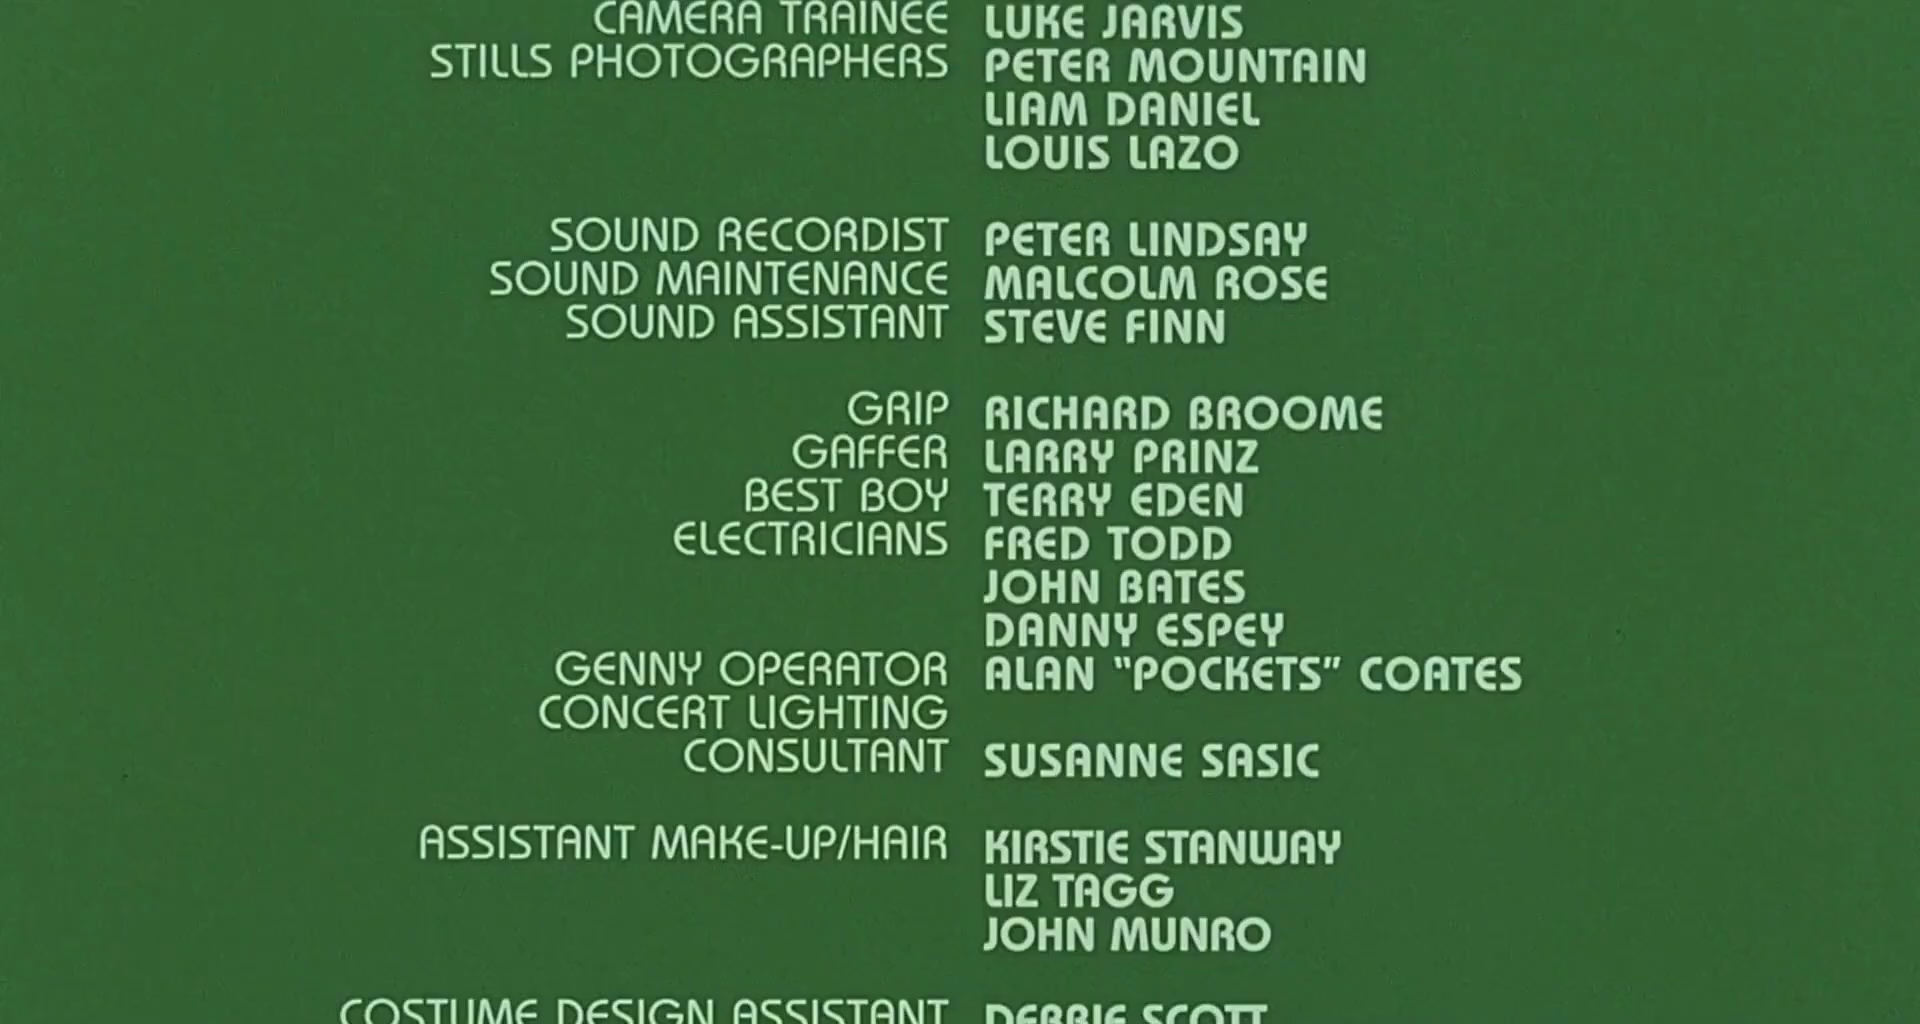 CAMERA TRAINEE LUKE JARVIS
STILLS PHOTOGRAPHERS PETER MOUNTAIN
LIAM DANIEL
LOUIS LAZO
SOUND RECORDIST PETER LINDSAY
SOUND MAINTENANCE MALCOLM ROSE
SOUND ASSISTANT STEVE FINN
GRIP RICHARD BROOME
GAFFER LARRY PRINZ
BEST BOY TERRY EDEN
ELECTRICIANS FRED TODD
JOHN BATES
DANNY ESPEY
GENNY OPERATOR ALAN "POCKETS" COATES
CONCERT LIGHTING
CONSULTANT SUSANNE SASIC
ASSISTANT MAKE-UP/HAIR KIRSTIE STANWAY
LIZ TAGG
JOHN MUNRO
COSTUME DESIGN ASSISTANT DEBBIE SCOTT